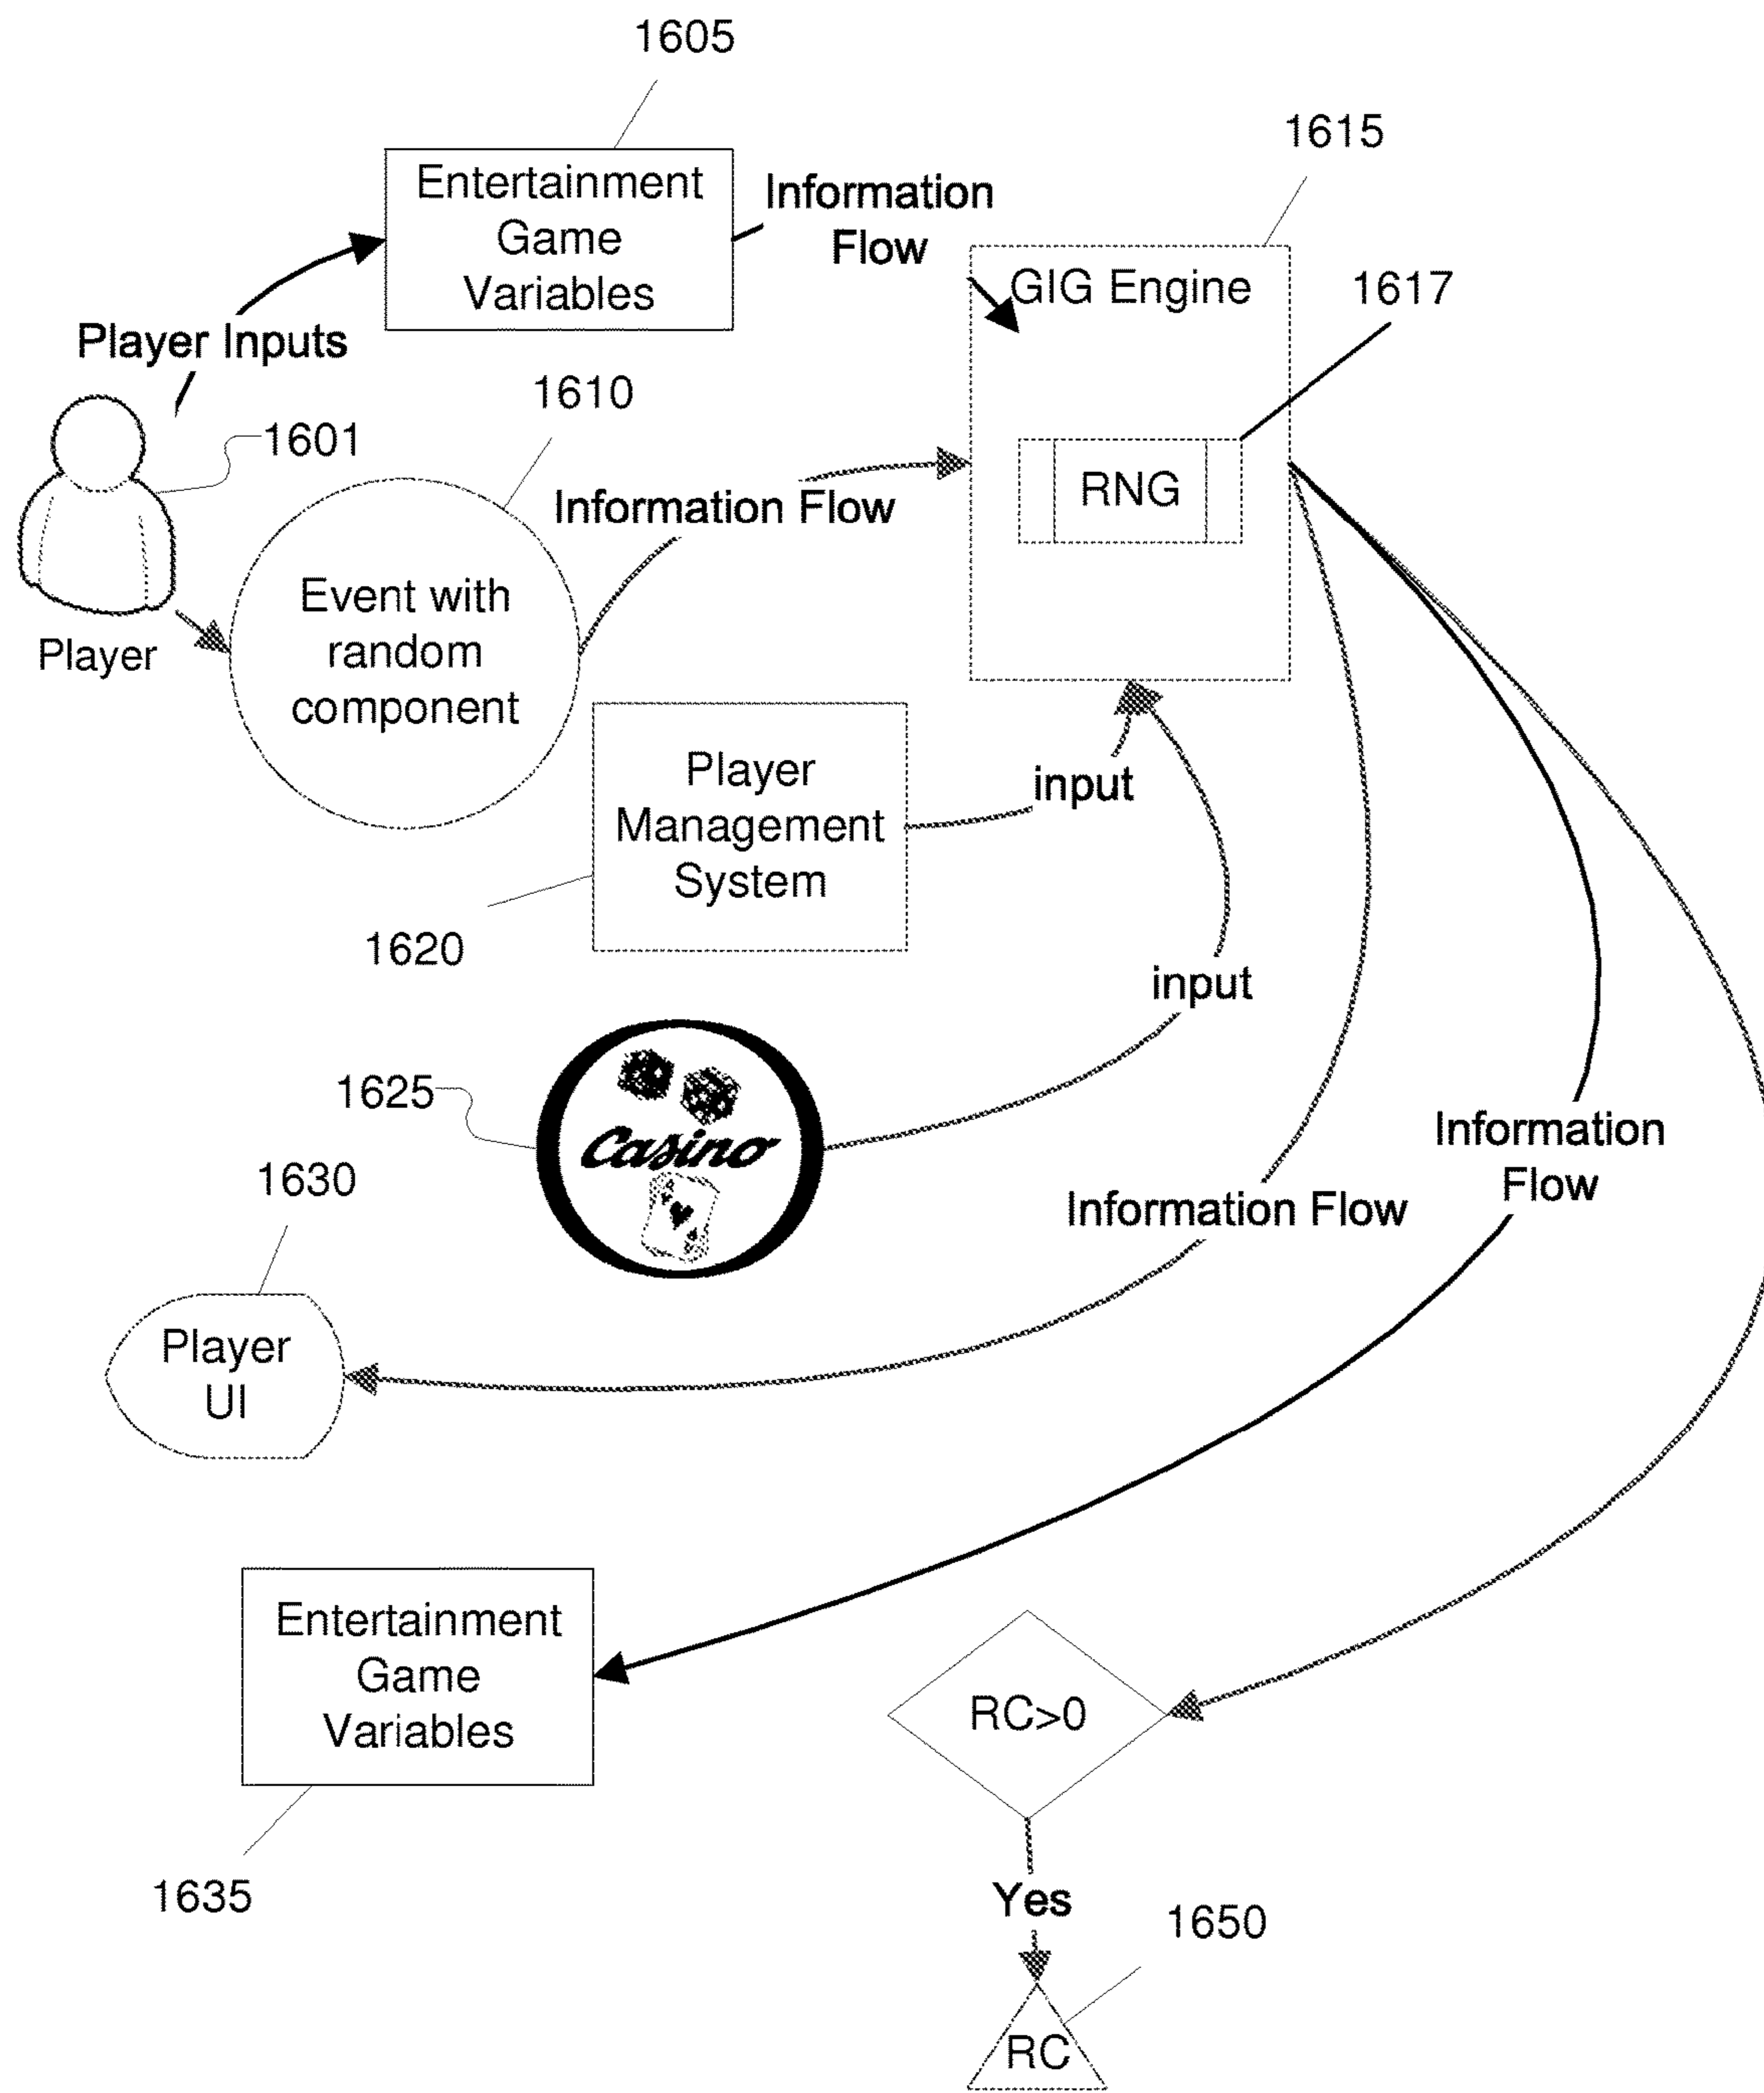 1605
1615
Entertainment
Game
Variables
Information
Flow
GIG Engine
1617
Player Inputs
1610
1601
RNG
Information Flow
Event with
random
component
Player
Player
Management
System
input
1620
input
1625
Casino
Information
Flow
1630
Information Flow
Player
UI
Entertainment
Game
Variables
RC>0
1635
Yes
1650
RC